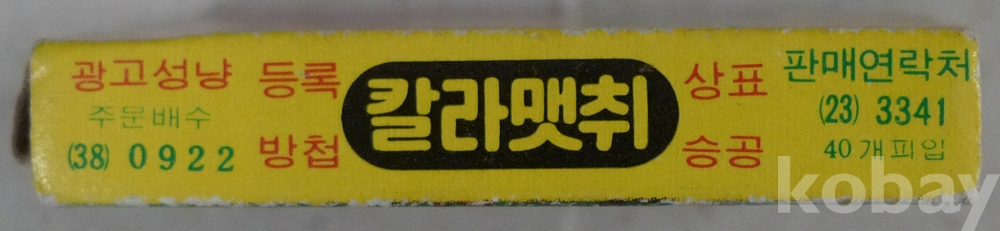 광고성냥
주문배수
(38) 0922
등록
방첩
칼라맷취
상표
승공
판매연락처
(23) 3341
40개피입
kobay